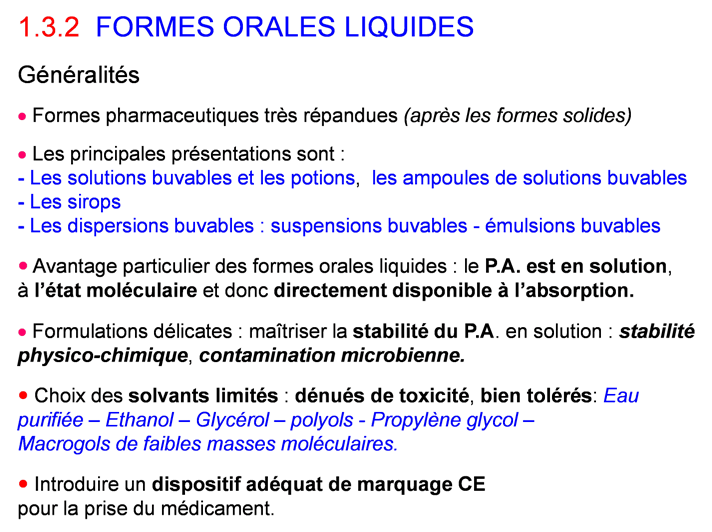 1.3.2 FORMES ORALES LIQUIDES
Généralités
• Formes pharmaceutiques très répandues (après les formes solides)
• Les principales présentations sont :
- Les solutions buvables et les potions, les ampoules de solutions buvables
- Les sirops
- Les dispersions buvables : suspensions buvables - émulsions buvables
• Avantage particulier des formes orales liquides : le P.A. est en solution,
à l'état moléculaire et donc directement disponible à l'absorption.
• Formulations délicates : maîtriser la stabilité du P.A. en solution : stabilité
physico-chimique, contamination microbienne.
• Choix des solvants limités : dénués de toxicité, bien tolérés: Eau
purifiée – Ethanol – Glycérol – polyols - Propylène glycol –
Macrogols de faibles masses moléculaires.
• Introduire un dispositif adéquat de marquage CE
pour la prise du médicament.